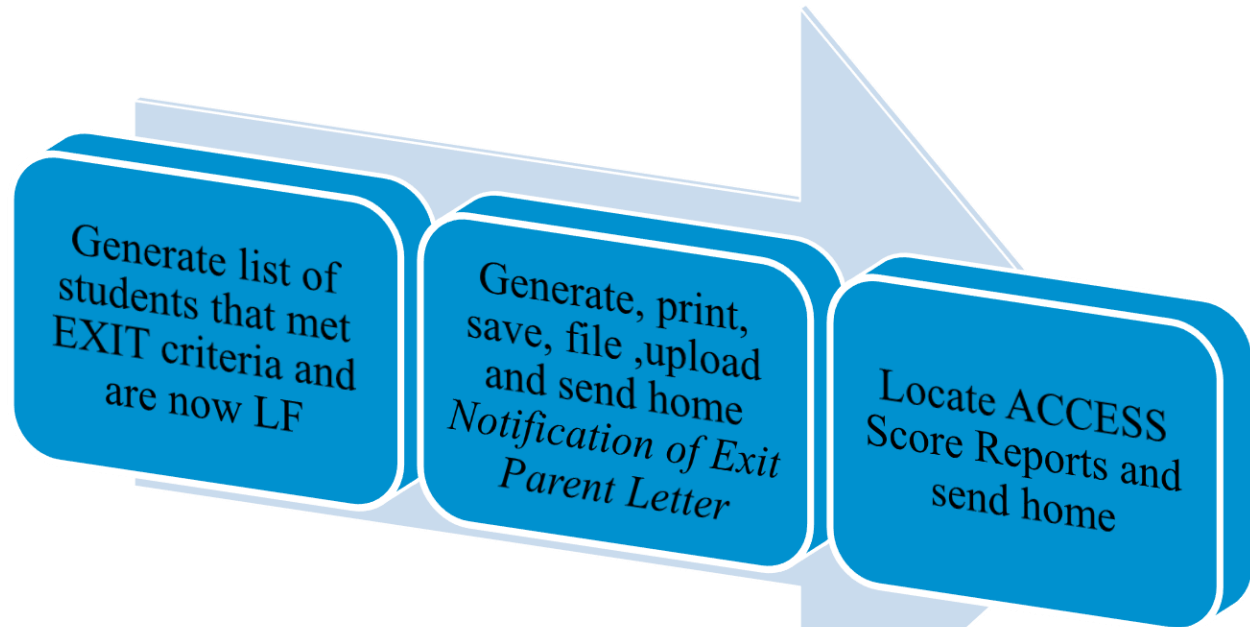 Generate list of
students that met
EXIT criteria and
are now LF
Generate, print,
save, file ,upload
and send home
Notification of Exit
Parent Letter
Locate ACCESS
Score Reports and
send home